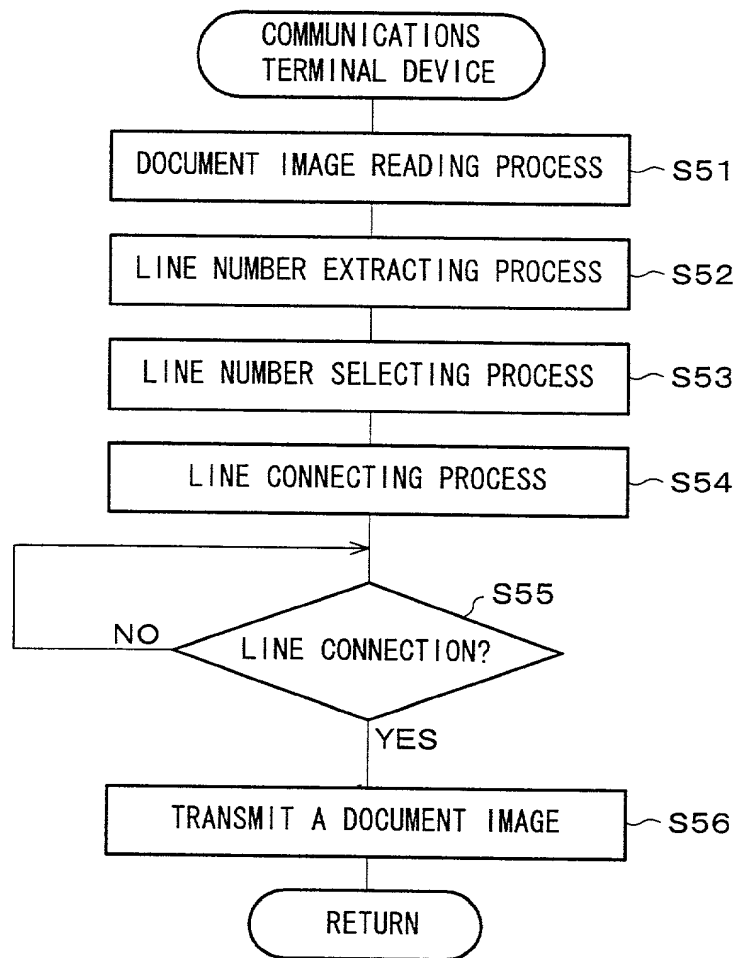 COMMUNICATIONS
TERMINAL DEVICE
DOCUMENT IMAGE READING PROCESS
S51
LINE NUMBER EXTRACTING PROCESS
S52
LINE NUMBER SELECTING PROCESS
S53
LINE CONNECTING PROCESS
S54
S55
NO
LINE CONNECTION?
YES
TRANSMIT A DOCUMENT IMAGE
S56
RETURN